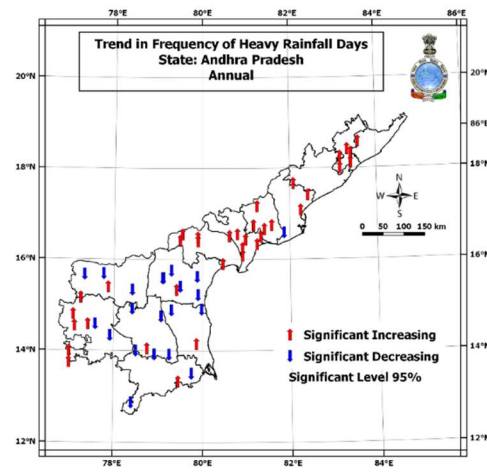 Trend in Frequency of Heavy Rainfall Days
State: Andhra Pradesh
Annual
78°E
80°E
82°E
84°E
86°E
20°N
20°N
86°E
18°N
18°N
N
W E
S
0 50 100 150 km
16°N
16°N
Significant Increasing
14°N
14°N
Significant Decreasing
Significant Level 95%
12°N
12°N
78°E
80°E
82°E
84°E